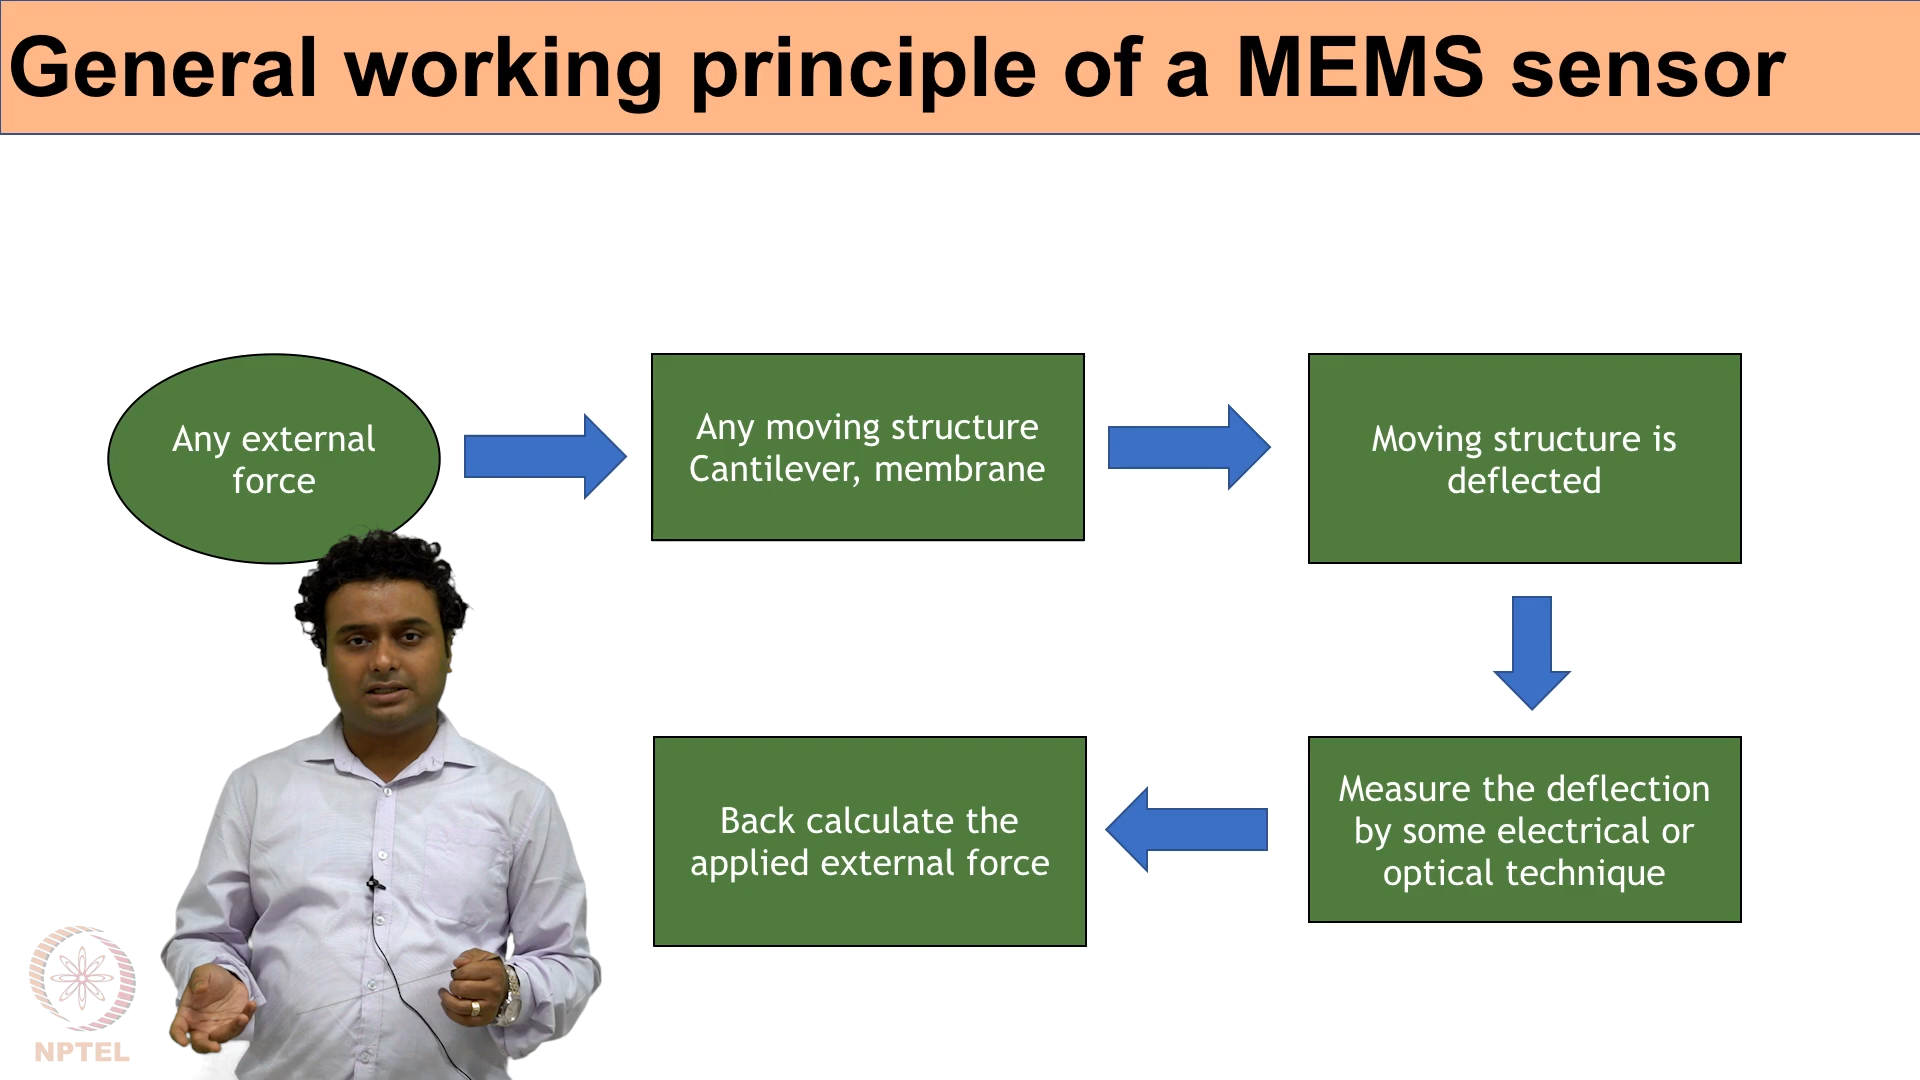 General working principle of a MEMS sensor
Any external
force
Any moving structure
Cantilever, membrane
Moving structure is
deflected
Measure the deflection
by some electrical or
optical technique
Back calculate the
applied external force
NPTEL